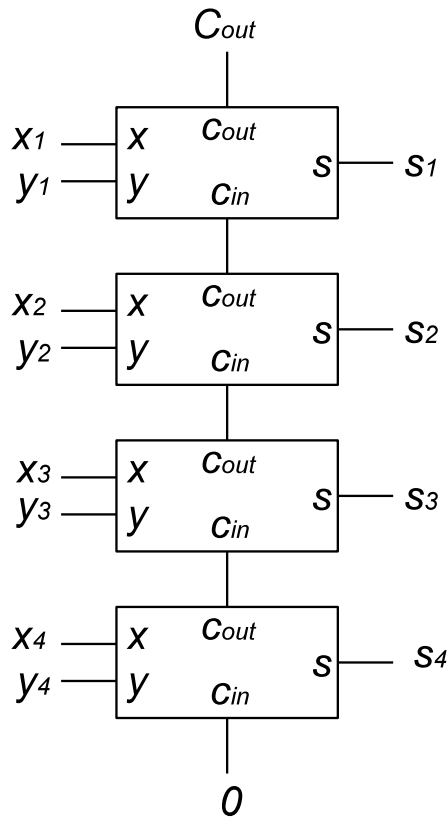 Cout
cout
x1 x
y1 y
s s1
cin
cout
x2 x
y2 y
s s2
cin
cout
x3 x
y3 y
s s3
cin
cout
x4 x
y4 y
s s4
cin
0